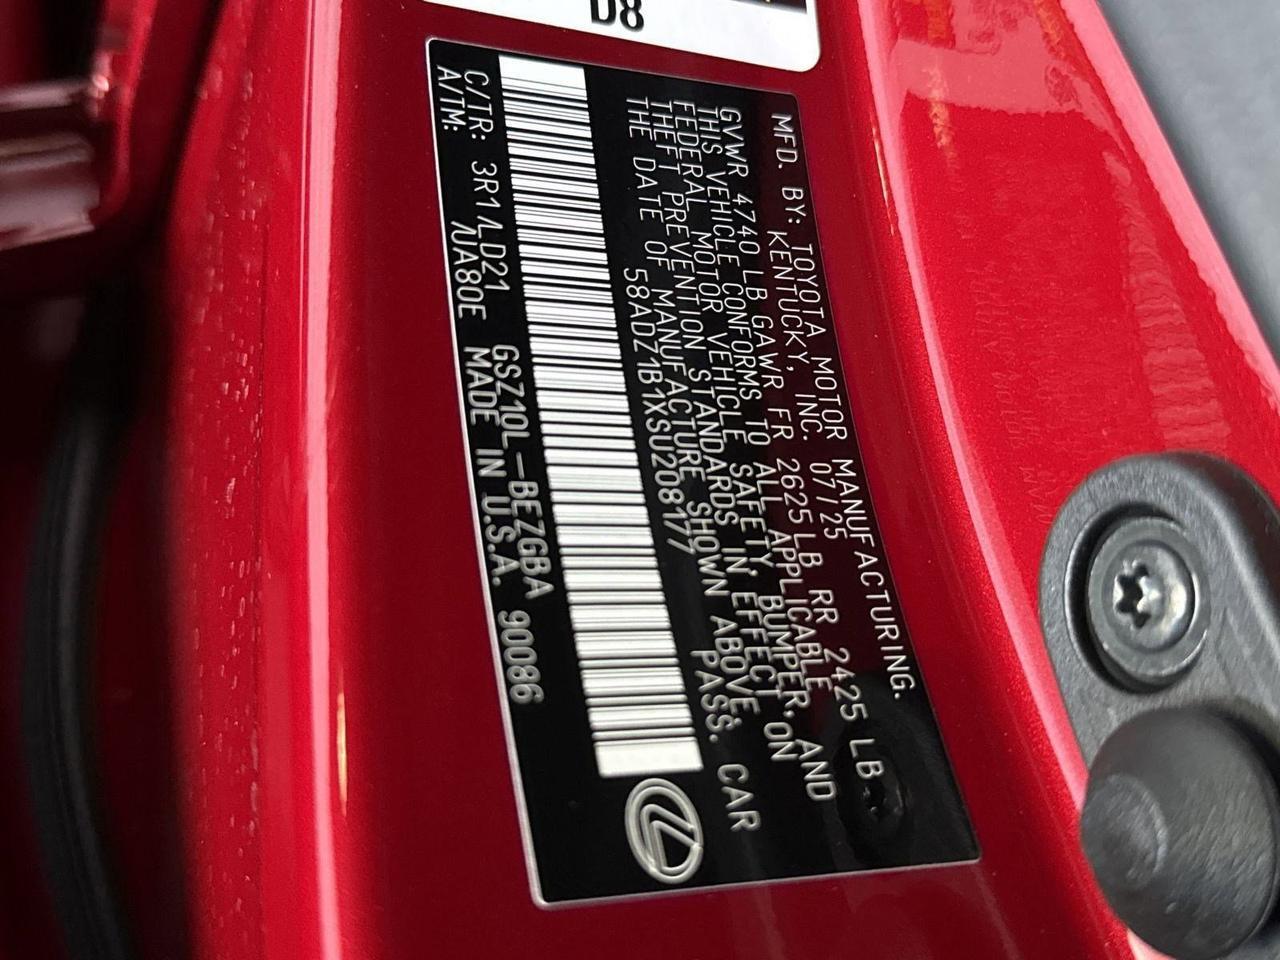 D8
MFD. BY: TOYOTA MOTOR MANUFACTURING.
KENTUCKY, INC. 07/25
GVWR 4740 LB GAWR FR 2625 LB RR 2425 LB
THIS VEHICLE CONFORMS TO ALL APPLICABLE
FEDERAL MOTOR VEHICLE SAFETY, BUMPER, AND
THEFT PREVENTION STANDARDS IN EFFECT ON
THE DATE OF MANUFACTURE SHOWN ABOVE.
58ADZ1B1XSU208177 PASS. CAR
C/TR: 3R1/LD21 GSZ10L-BEZGBA
A/TM: /UA80E MADE IN U.S.A. 90086